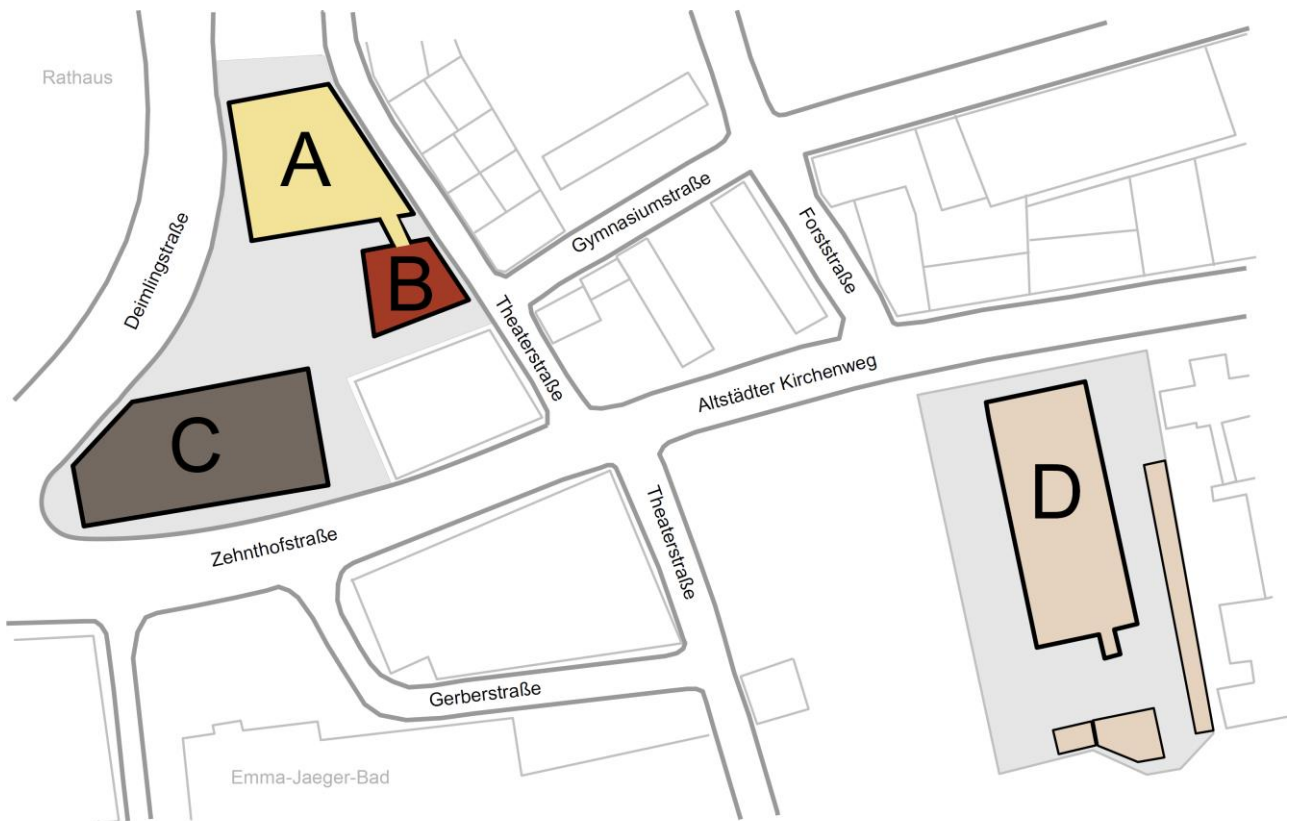 Rathaus
A
B
C
D
Deimlingstraße
Gymnasiumstraße
Forststraße
Theaterstraße
Altstädter Kirchenweg
Zehnthofstraße
Theaterstraße
Gerberstraße
Emma-Jaeger-Bad